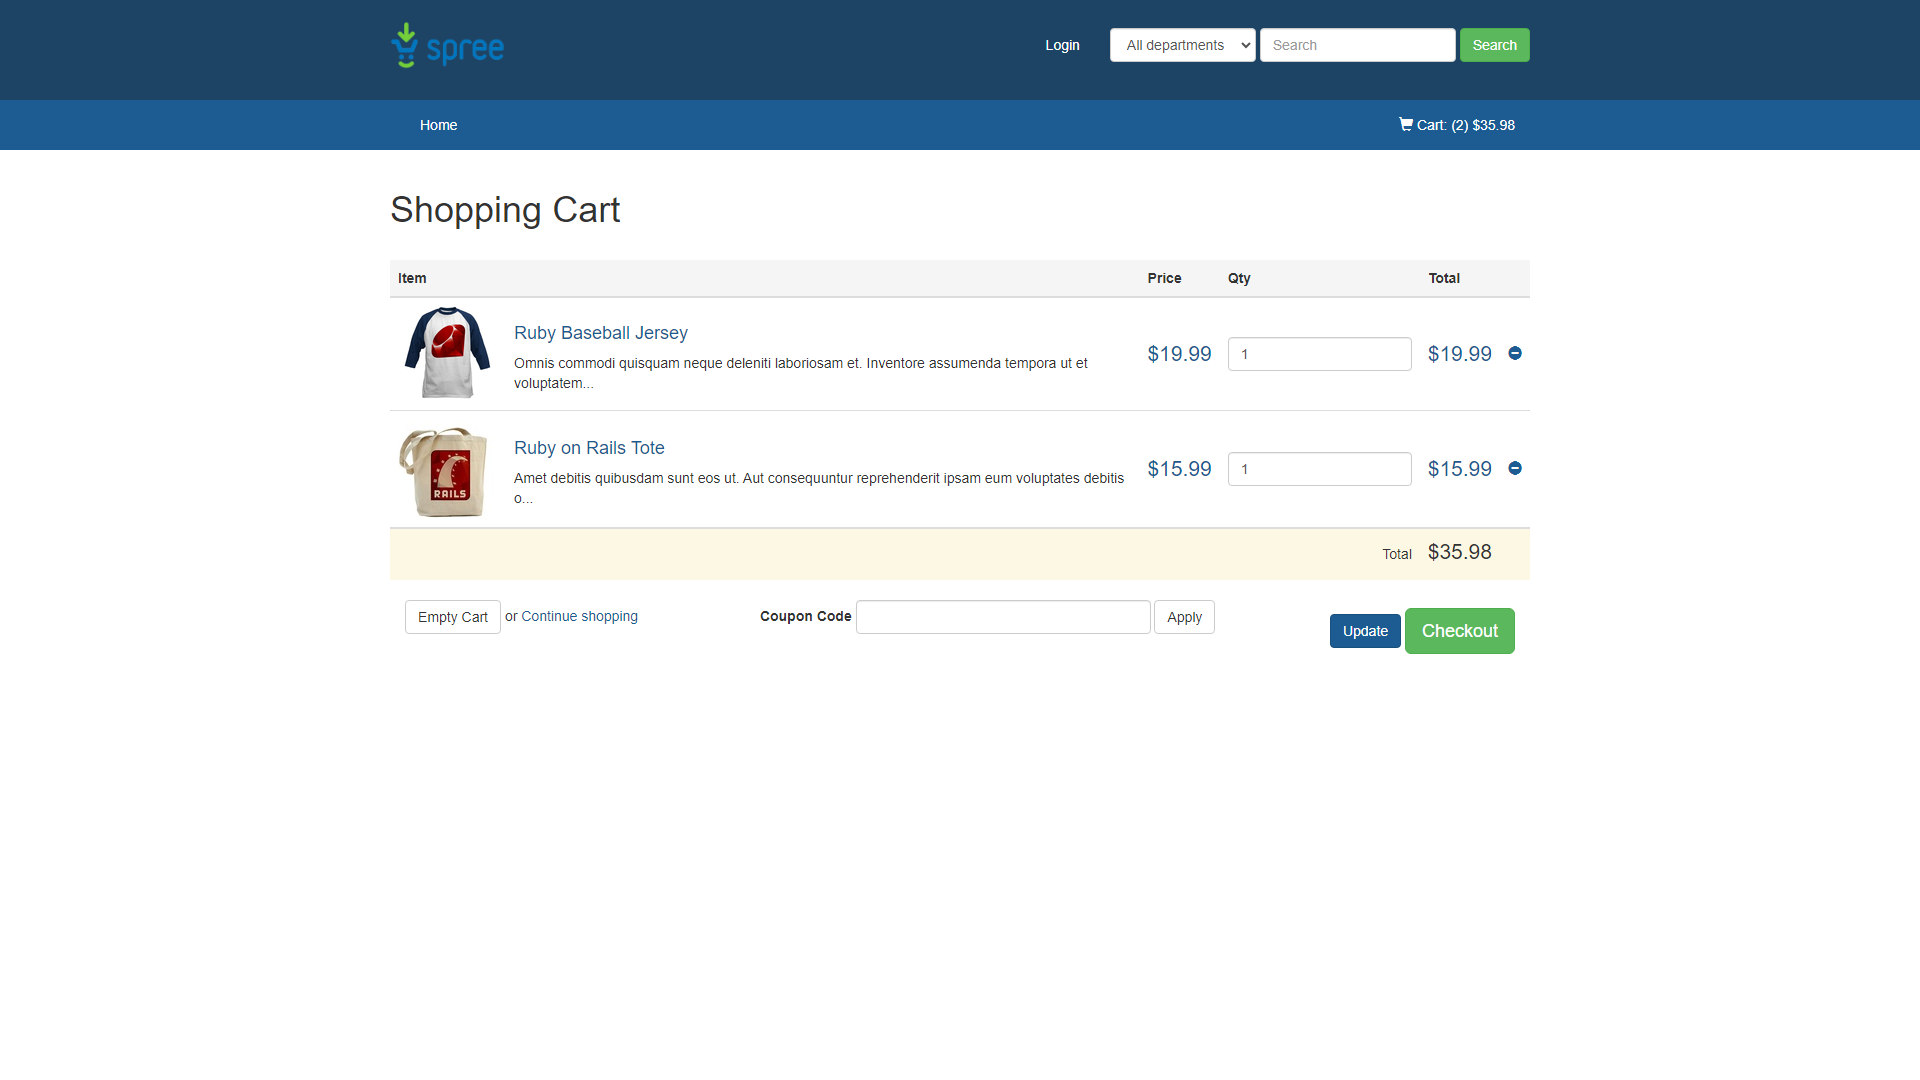 spree
Login
All departments
Search
Search
Home
Cart: (2) $35.98
Shopping Cart
Item
Price
Qty
Total
Ruby Baseball Jersey
Omnis commodi quisquam neque deleniti laboriosam et. Inventore assumenda tempora ut et
voluptatem...
$19.99
1
$19.99
RAILS
Ruby on Rails Tote
Amet debitis quibusdam sunt eos ut. Aut consequuntur reprehenderit ipsam eum voluptates debitis
o...
$15.99
1
$15.99
Total
$35.98
Empty Cart or Continue shopping
Coupon Code
Apply
Update
Checkout